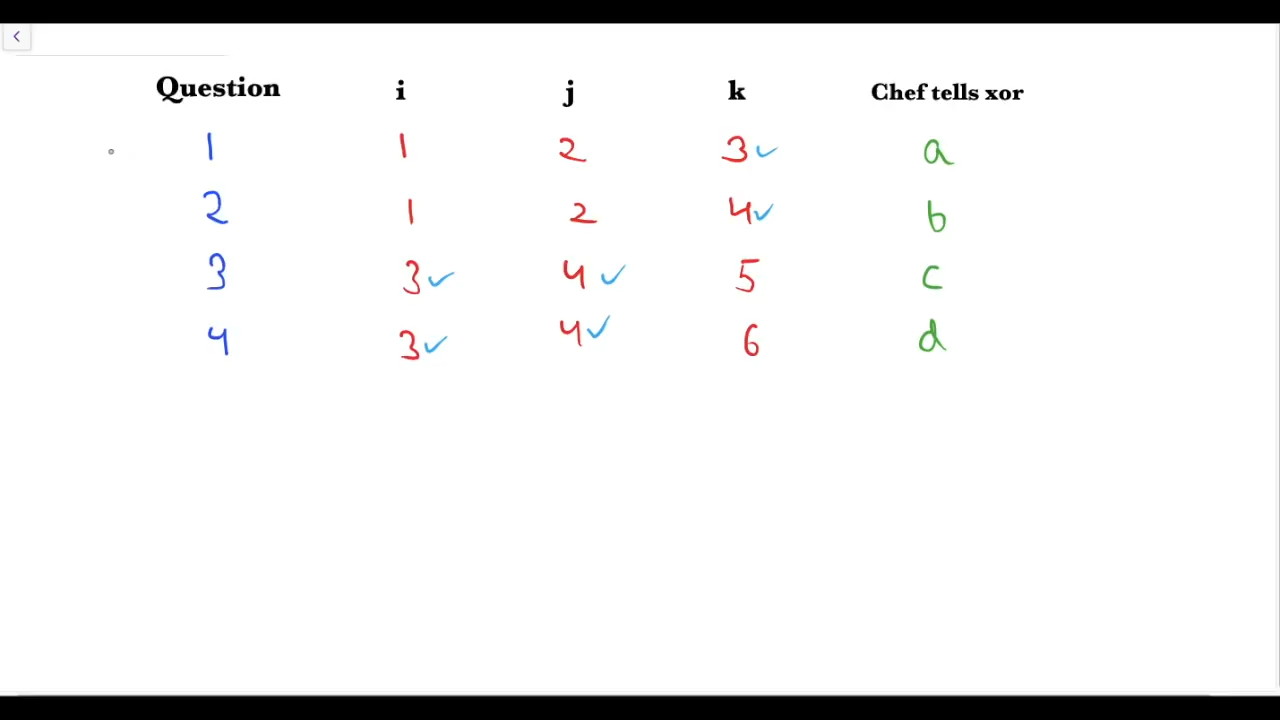 Question i j k Chef tells xor
1 1 2 3✓ a
2 1 2 4✓ b
3 3✓ 4✓ 5 c
4 3✓ 4✓ 6 d